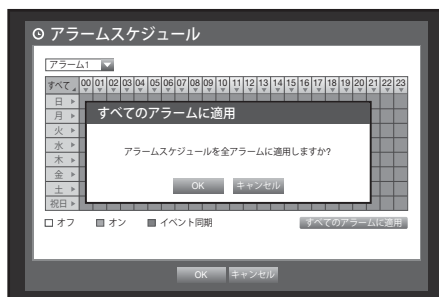 アラームスケジュール
アラーム1
すべて 00 01 02 03 04 05 06 07 08 09 10 11 12 13 14 15 16 17 18 19 20 21 22 23
日
月
すべてのアラームに適用
火
水
アラームスケジュールを全アラームに適用しますか?
木
金
OK キャンセル
土
祝日
オフ オン イベント同期 すべてのアラームに適用
OK キャンセル